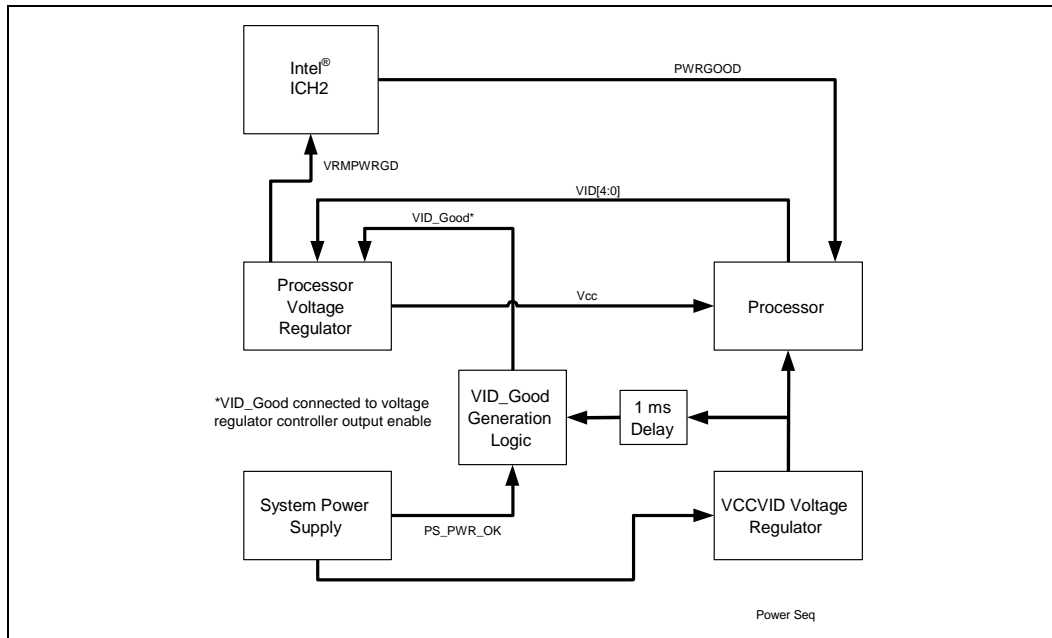 Intel®
ICH2
PWRGOOD
VRMPWRGD
VID[4:0]
VID_Good*
Processor
Voltage
Regulator
Vcc
Processor
*VID_Good connected to voltage
regulator controller output enable
VID_Good
Generation
Logic
1 ms
Delay
System Power
Supply
PS_PWR_OK
VCCVID Voltage
Regulator
Power Seq